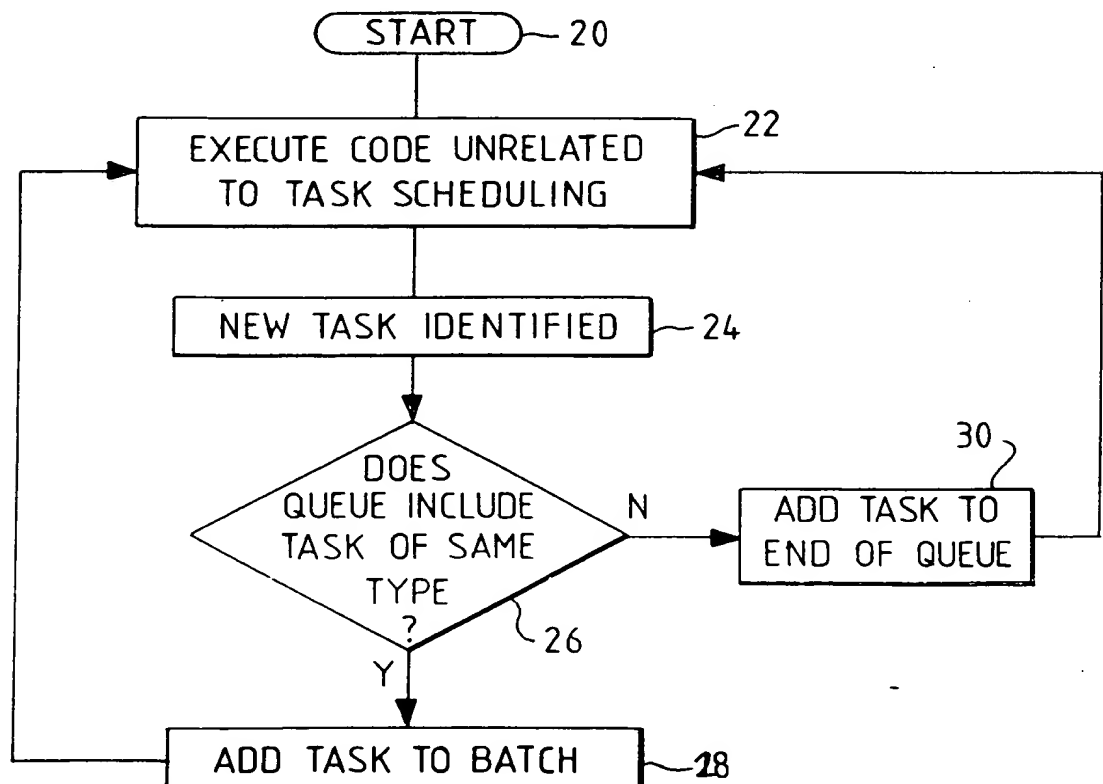 START
20
EXECUTE CODE UNRELATED
TO TASK SCHEDULING
22
NEW TASK IDENTIFIED
24
DOES
QUEUE INCLUDE
TASK OF SAME
TYPE
?
26
N
30
ADD TASK TO
END OF QUEUE
Y
ADD TASK TO BATCH